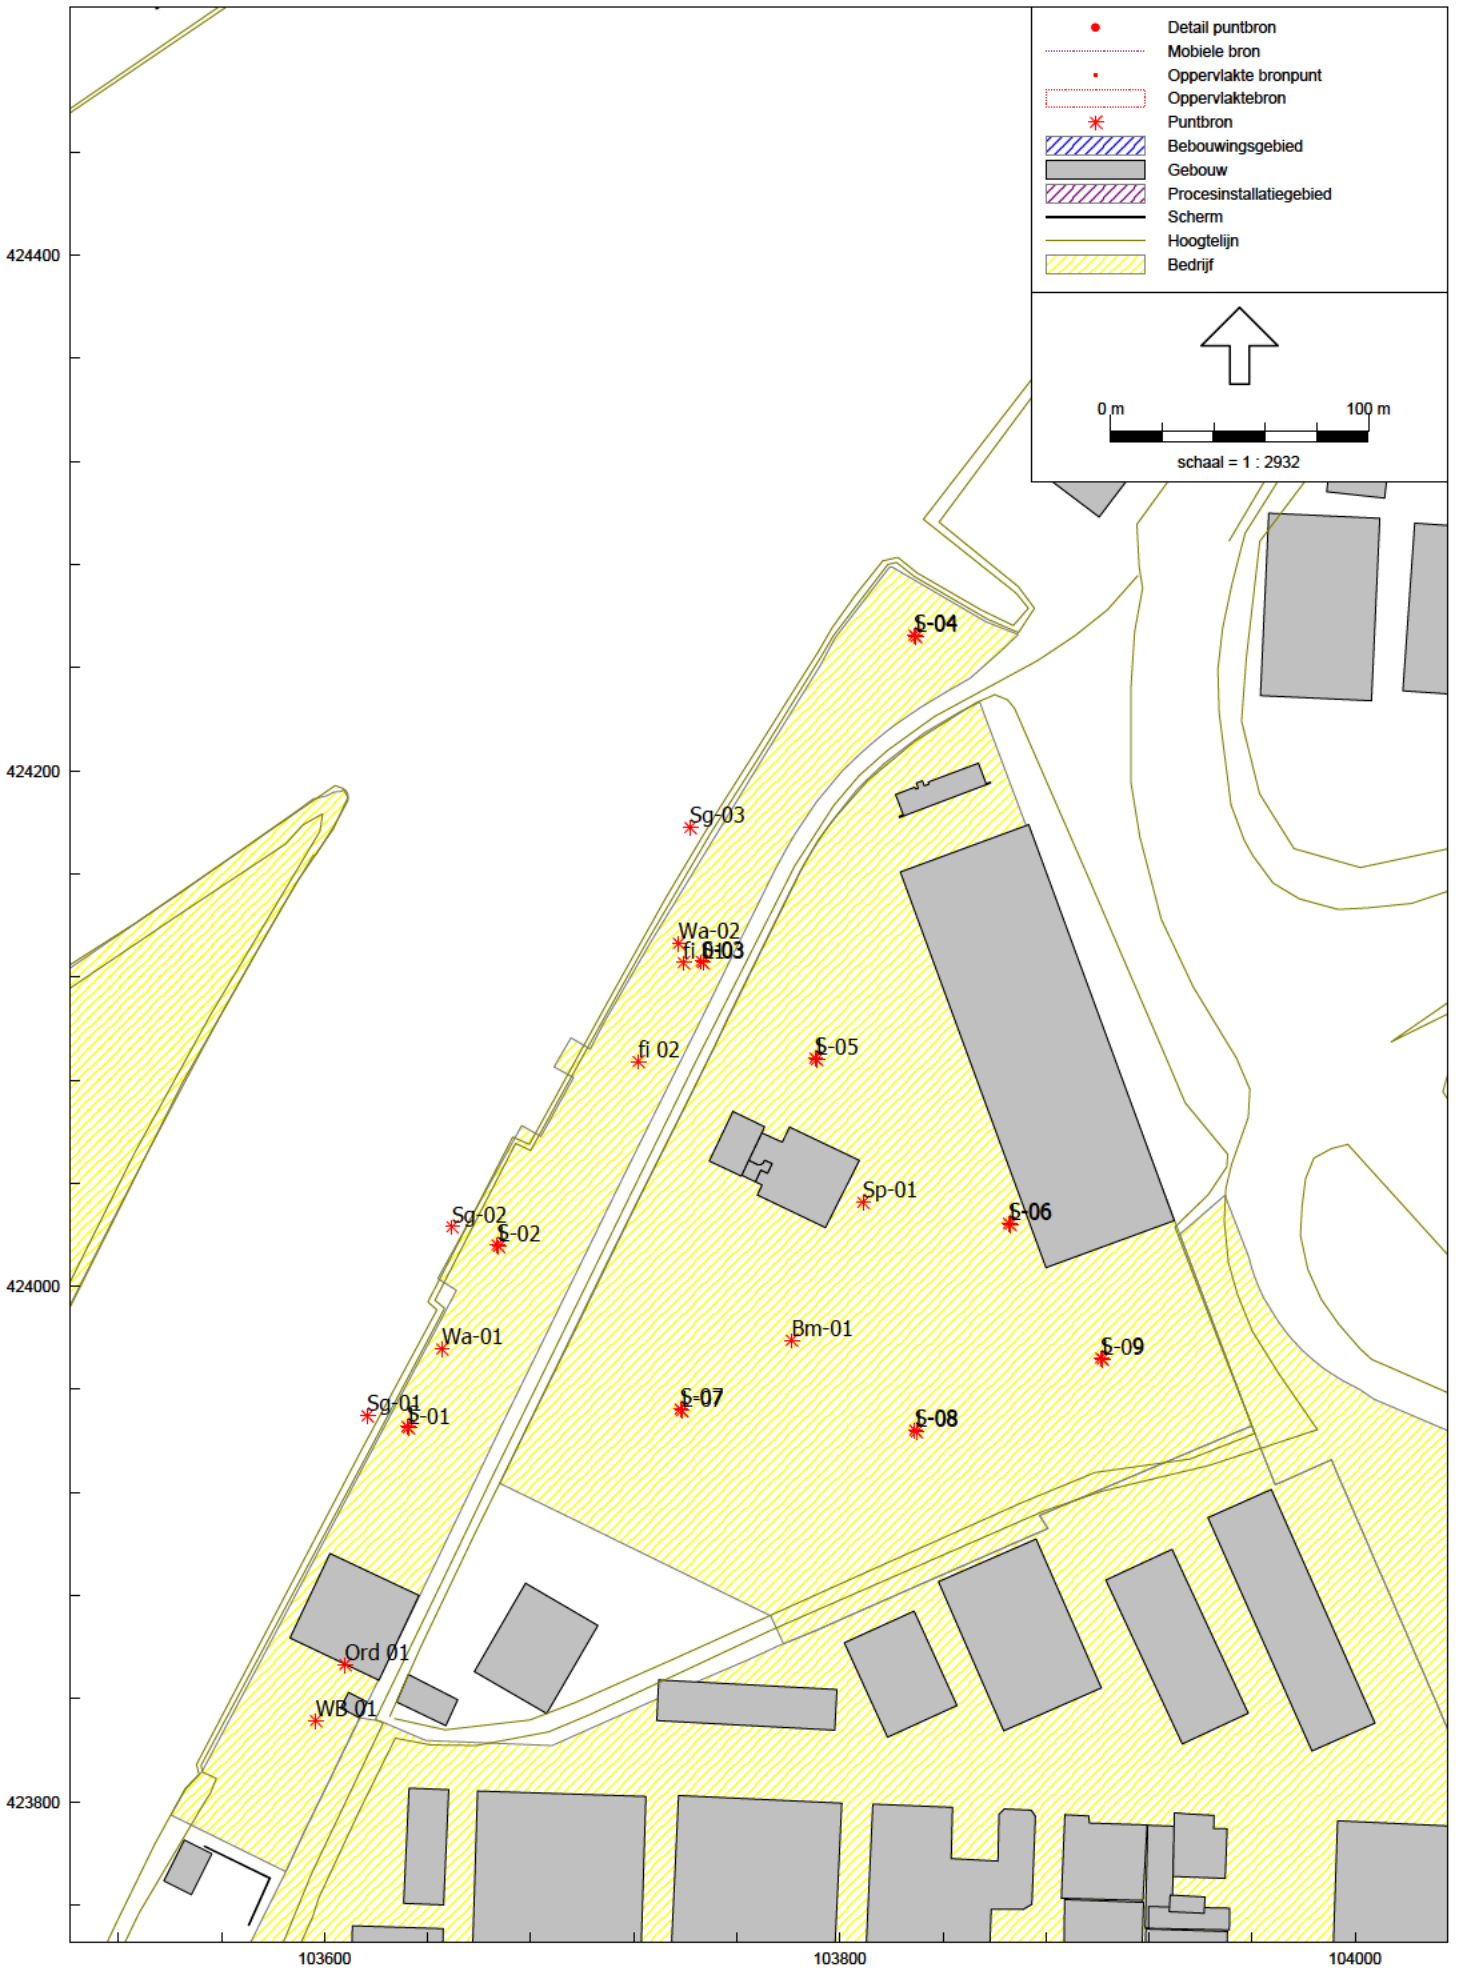 Detail puntbron
Mobiele bron
Oppervlakte bronpunt
Oppervlaktebron
Puntbron
Bebouwingsgebied
Gebouw
Procesinstallatiegebied
Scherm
Hoogtelijn
Bedrijf
424400
0 m 100 m
schaal = 1 : 2932
-04
424200
Sg-03
Wa-02
fi -03
fi 02
-05
Sp-01
Sg-02
-02
-06
424000
Wa-01
Bm-01
-09
Sg-01
-01
-07
-08
Ord 01
WB 01
423800
103600 103800 104000